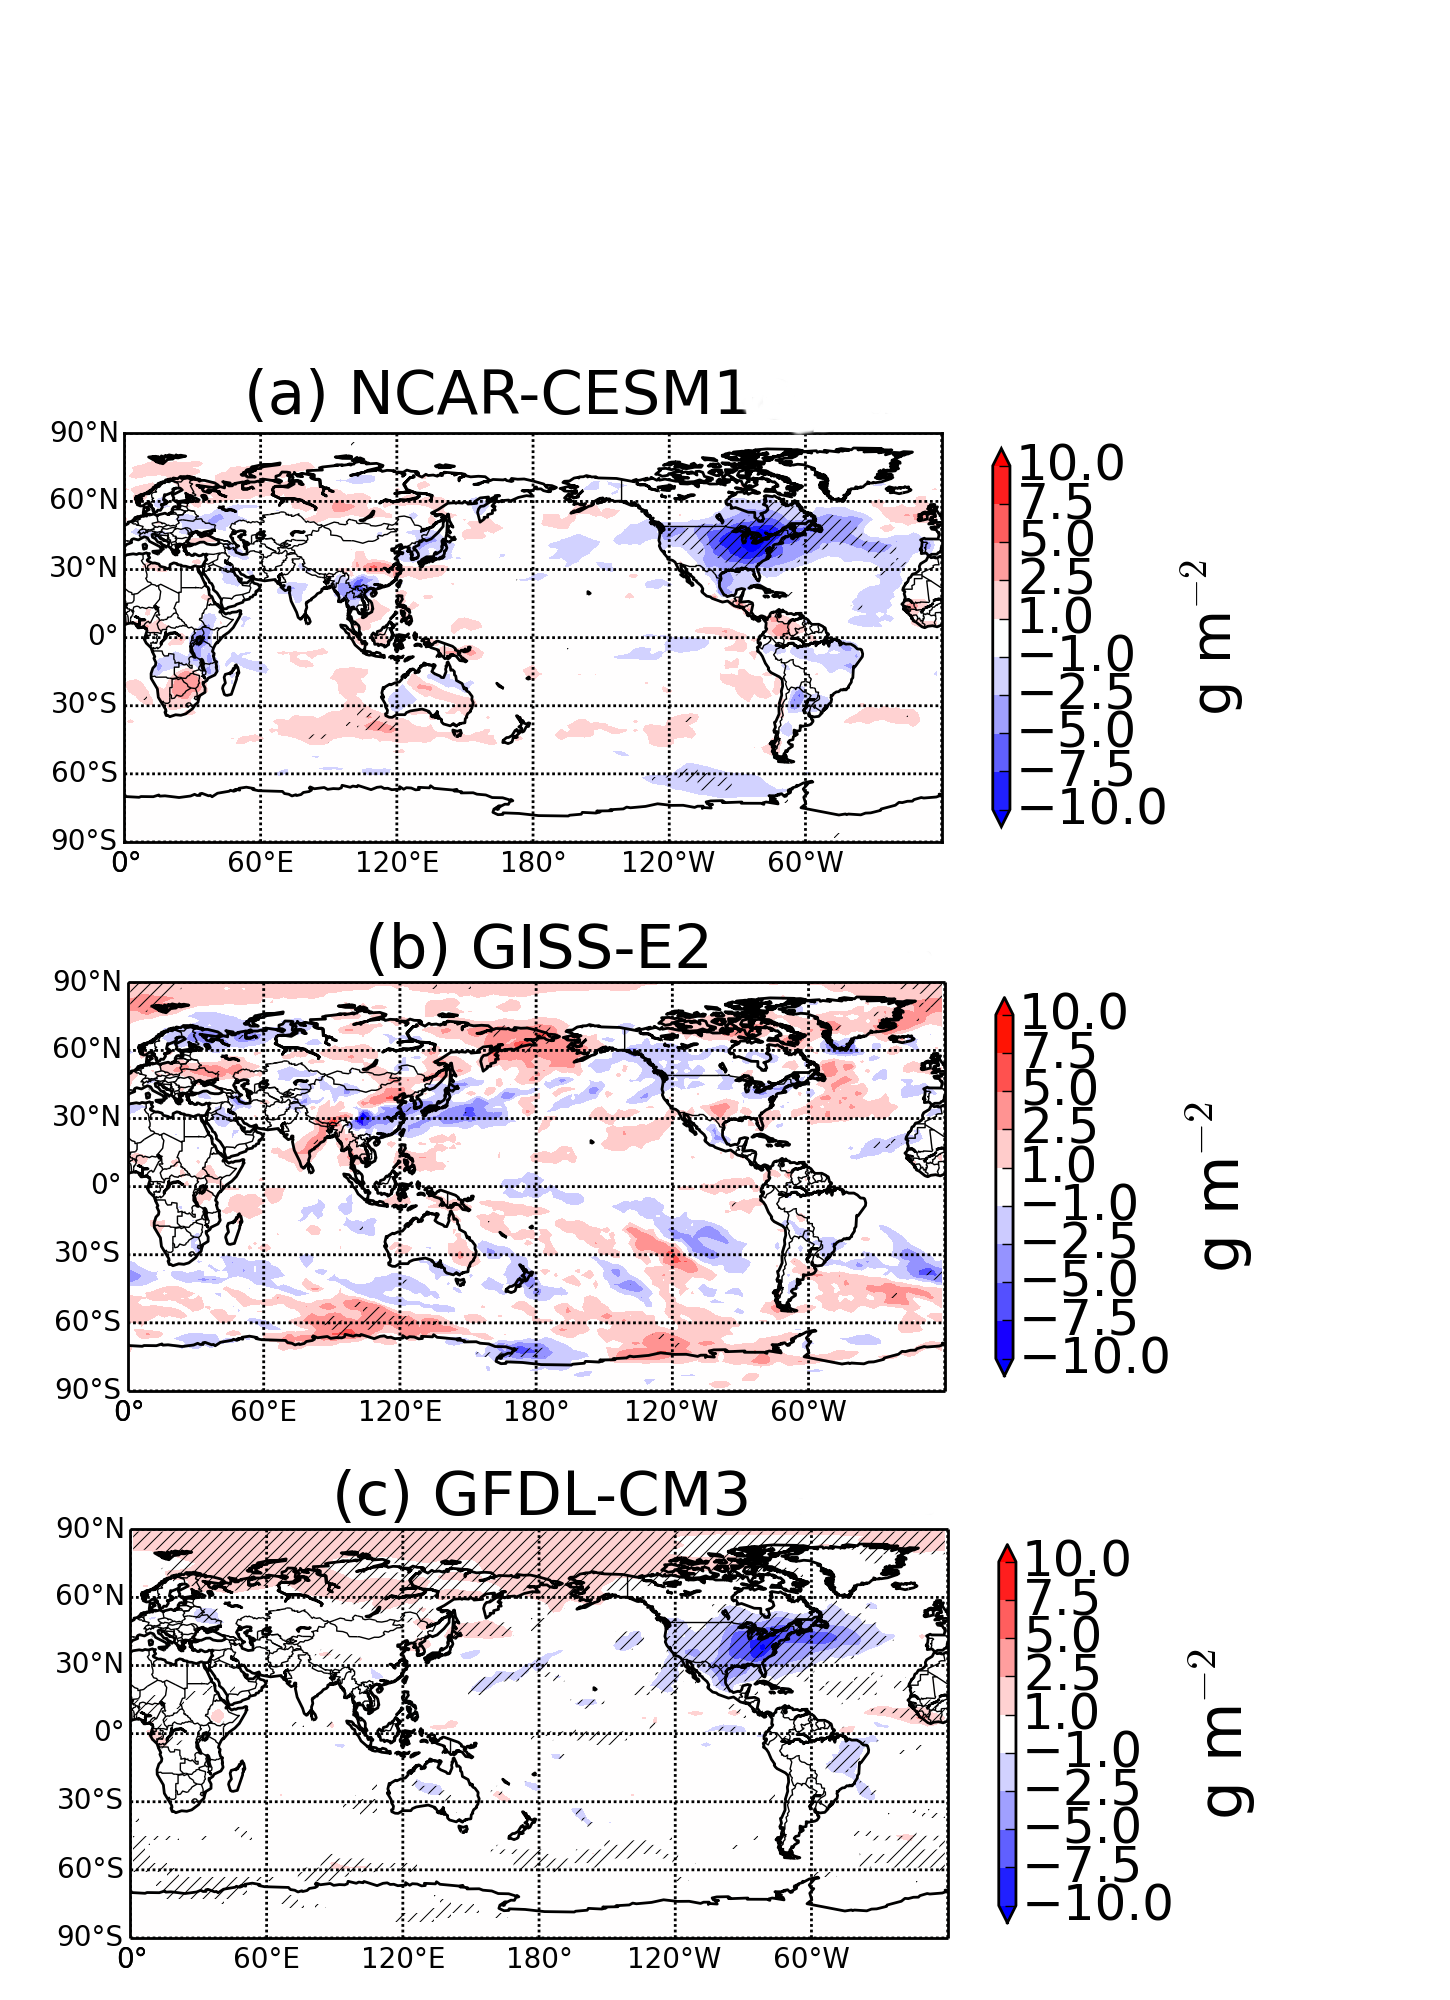 (a) NCAR-CESM1
90°N
60°N
30°N
0°
30°S
60°S
90°S
0° 60°E 120°E 180° 120°W 60°W
10.0
7.5
5.0
2.5
1.0
−1.0
−2.5
−5.0
−7.5
−10.0
g m−2
(b) GISS-E2
90°N
60°N
30°N
0°
30°S
60°S
90°S
0° 60°E 120°E 180° 120°W 60°W
10.0
7.5
5.0
2.5
1.0
−1.0
−2.5
−5.0
−7.5
−10.0
g m−2
(c) GFDL-CM3
90°N
60°N
30°N
0°
30°S
60°S
90°S
0° 60°E 120°E 180° 120°W 60°W
10.0
7.5
5.0
2.5
1.0
−1.0
−2.5
−5.0
−7.5
−10.0
g m−2